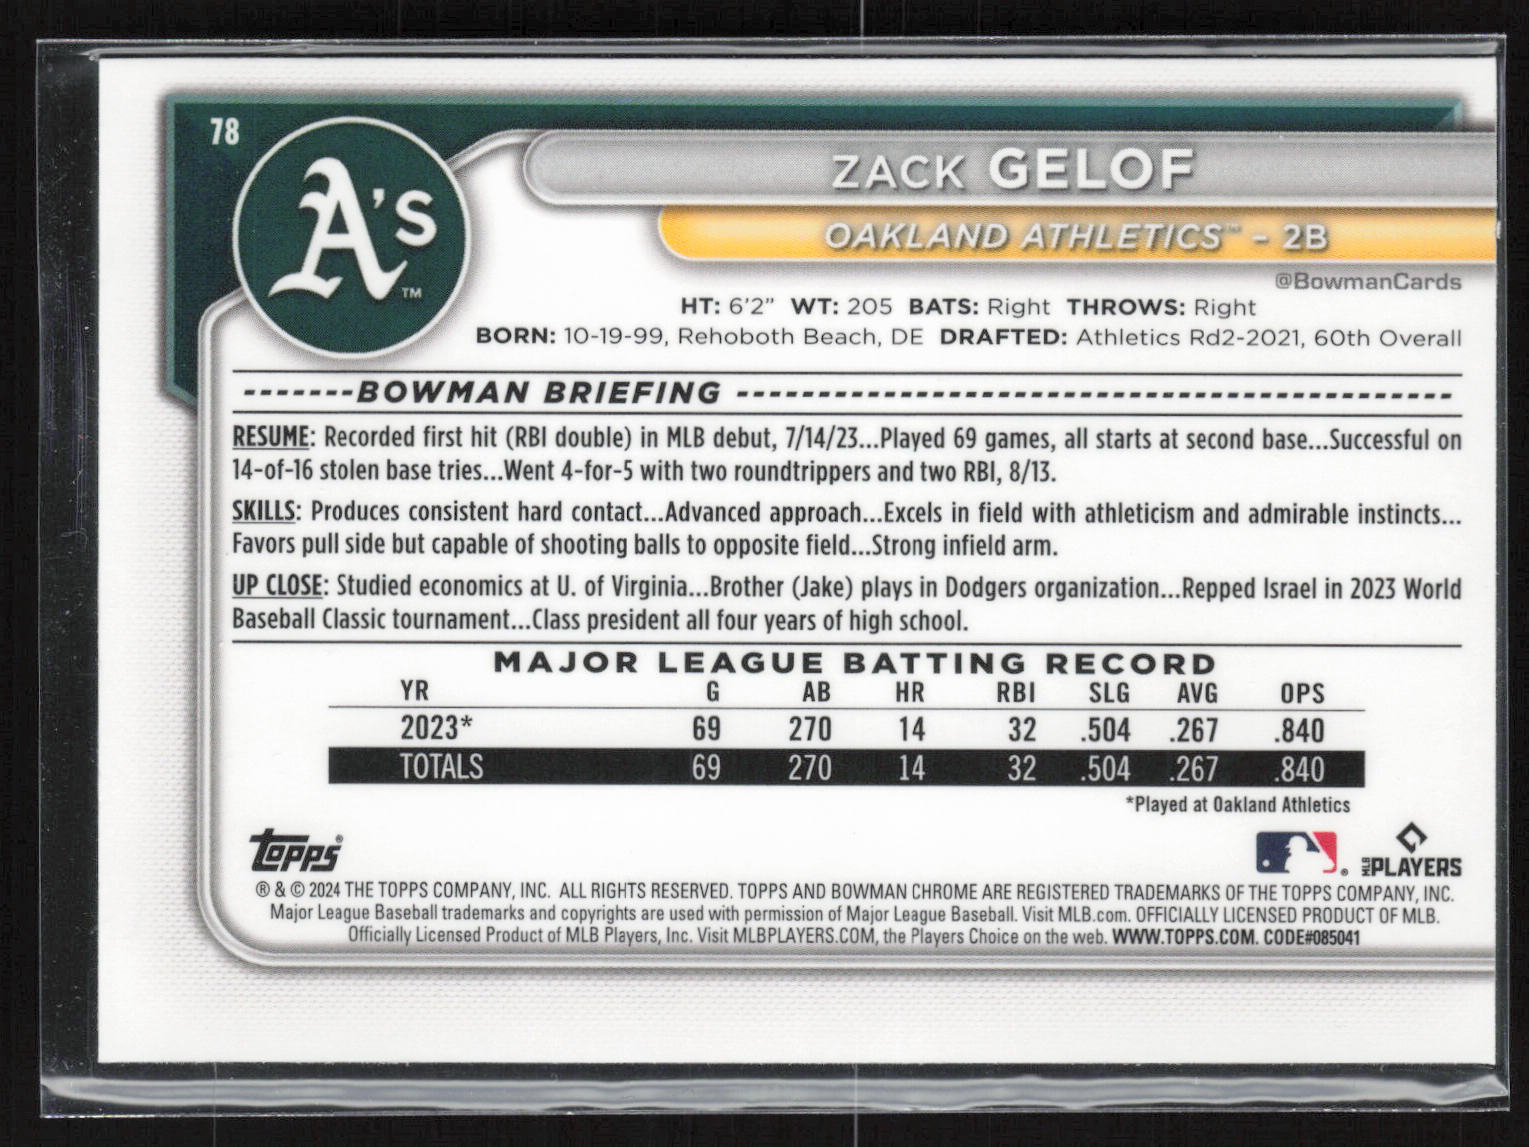 78
A's™
ZACK GELOF
OAKLAND ATHLETICS™ - 2B
@BowmanCards
HT: 6'2" WT: 205 BATS: Right THROWS: Right
BORN: 10-19-99, Rehoboth Beach, DE DRAFTED: Athletics Rd2-2021, 60th Overall
-------BOWMAN BRIEFING -----------------------------------------
RESUME: Recorded first hit (RBI double) in MLB debut, 7/14/23...Played 69 games, all starts at second base...Successful on
14-of-16 stolen base tries...Went 4-for-5 with two roundtrippers and two RBI, 8/13.
SKILLS: Produces consistent hard contact...Advanced approach...Excels in field with athleticism and admirable instincts...
Favors pull side but capable of shooting balls to opposite field...Strong infield arm.
UP CLOSE: Studied economics at U. of Virginia...Brother (Jake) plays in Dodgers organization...Repped Israel in 2023 World
Baseball Classic tournament...Class president all four years of high school.
MAJOR LEAGUE BATTING RECORD
YR G AB HR RBI SLG AVG OPS
2023* 69 270 14 32 .504 .267 .840
TOTALS 69 270 14 32 .504 .267 .840
*Played at Oakland Athletics
Topps® ® MLB PLAYERS
® & © 2024 THE TOPPS COMPANY, INC. ALL RIGHTS RESERVED. TOPPS AND BOWMAN CHROME ARE REGISTERED TRADEMARKS OF THE TOPPS COMPANY, INC.
Major League Baseball trademarks and copyrights are used with permission of Major League Baseball. Visit MLB.com. OFFICIALLY LICENSED PRODUCT OF MLB.
Officially Licensed Product of MLB Players, Inc. Visit MLBPLAYERS.COM, the Players Choice on the web. WWW.TOPPS.COM. CODE#085041